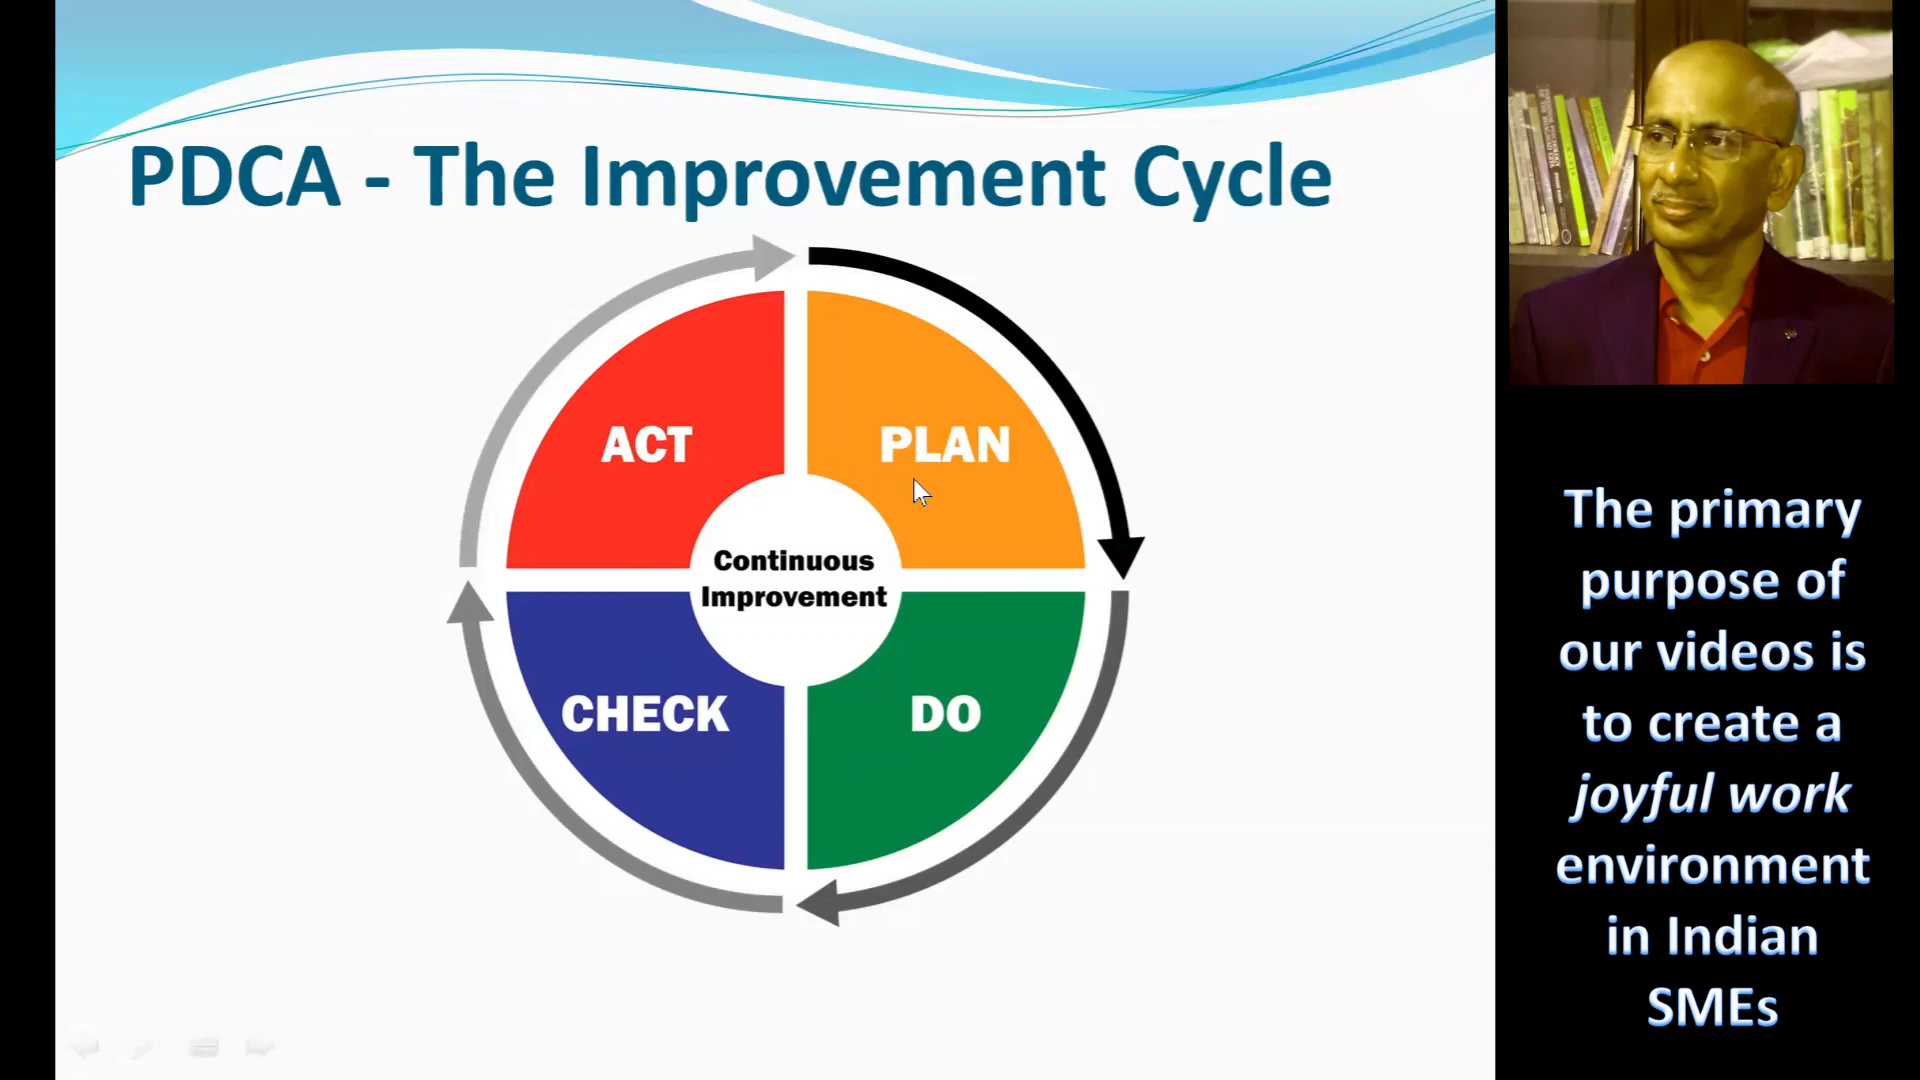 PDCA - The Improvement Cycle
ACT
PLAN
Continuous
Improvement
CHECK
DO
The primary
purpose of
our videos is
to create a
joyful work
environment
in Indian
SMEs